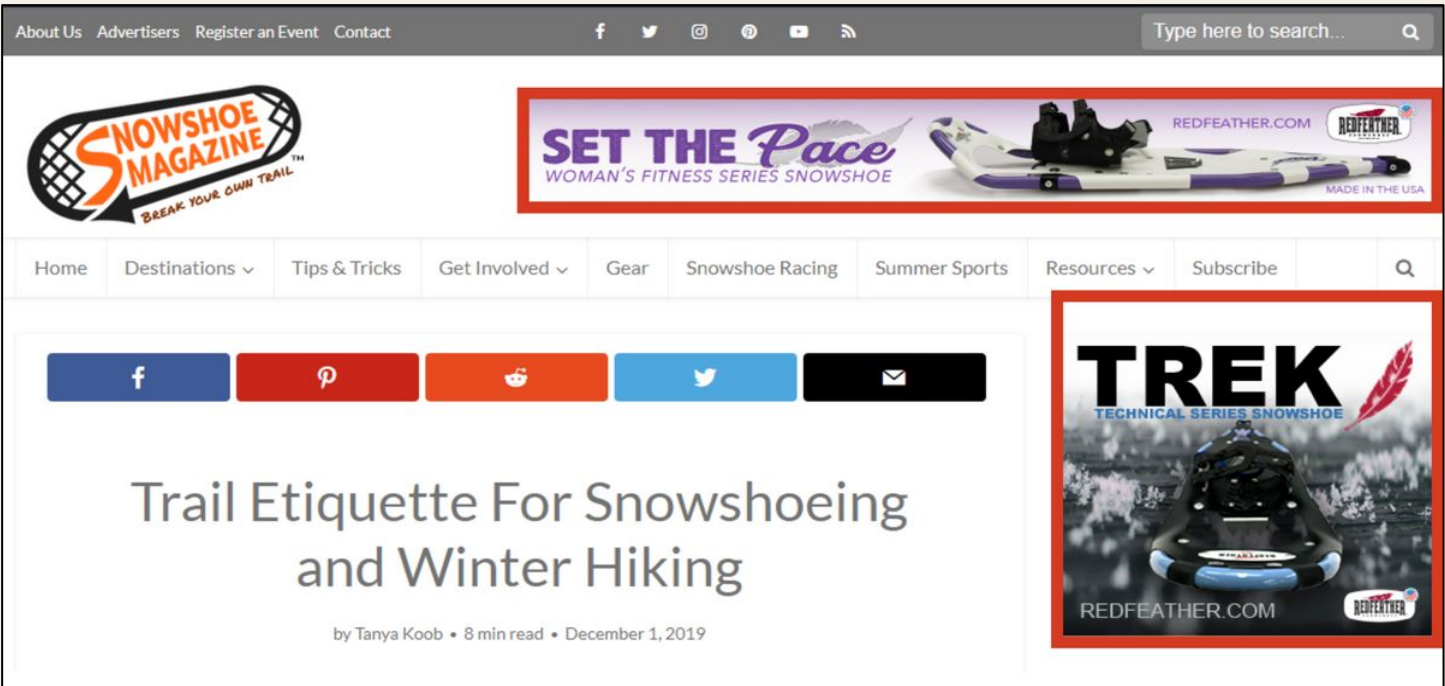 About Us Advertisers Register an Event Contact
Type here to search...
SNOWSHOE
MAGAZINE
TM
BREAK YOUR OWN TRAIL
SET THE Pace
WOMAN'S FITNESS SERIES SNOWSHOE
REDFEATHER.COM
REDFEATHER
MADE IN THE USA
Home Destinations Tips & Tricks Get Involved Gear Snowshoe Racing Summer Sports Resources Subscribe
TREK
TECHNICAL SERIES SNOWSHOE
REDFEATHER.COM
REDFEATHER
Trail Etiquette For Snowshoeing
and Winter Hiking
by Tanya Koob • 8 min read • December 1, 2019